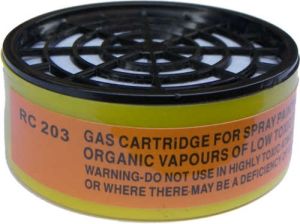 RC 203
GAS CARTRiDGE FOR SPRAY
ORGANIC VAPOURS OF LOW
WARNING-DO NOT USE IN HIGHLY
OR WHERE THERE MAY BE A DEFICIENCY